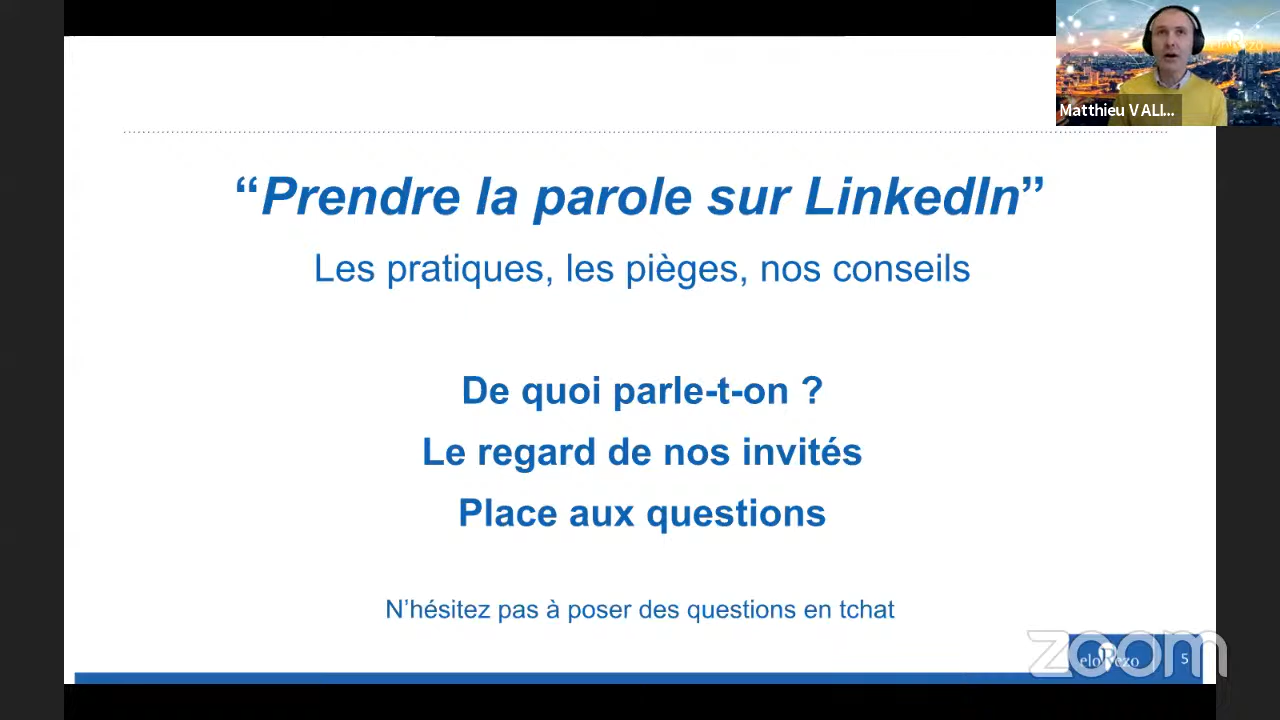 Matthieu VALI...
“Prendre la parole sur LinkedIn”
Les pratiques, les pièges, nos conseils
De quoi parle-t-on ?
Le regard de nos invités
Place aux questions
N’hésitez pas à poser des questions en tchat
zoom
eloRezo
5